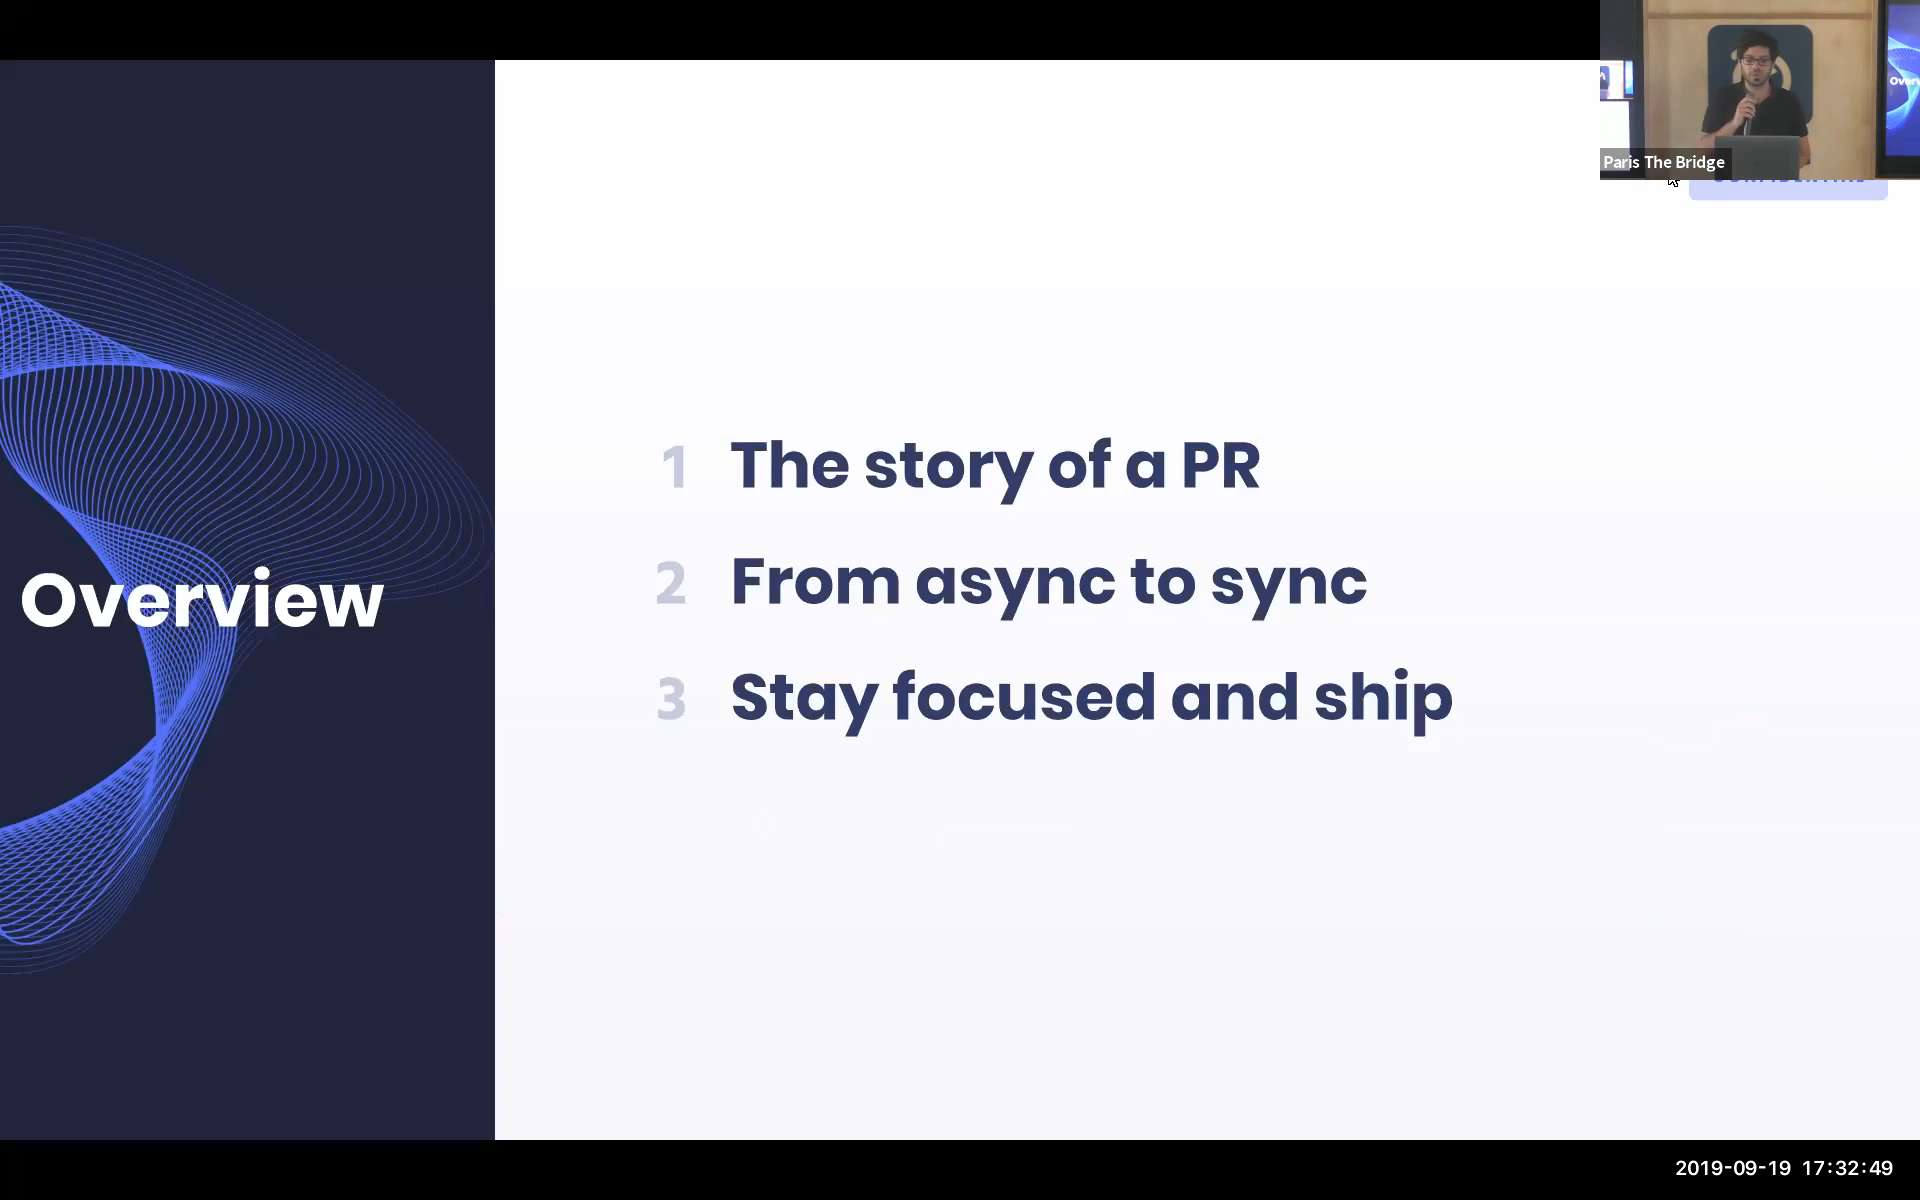 Paris The Bridge
Overview
1 The story of a PR
2 From async to sync
3 Stay focused and ship
2019-09-19 17:32:49